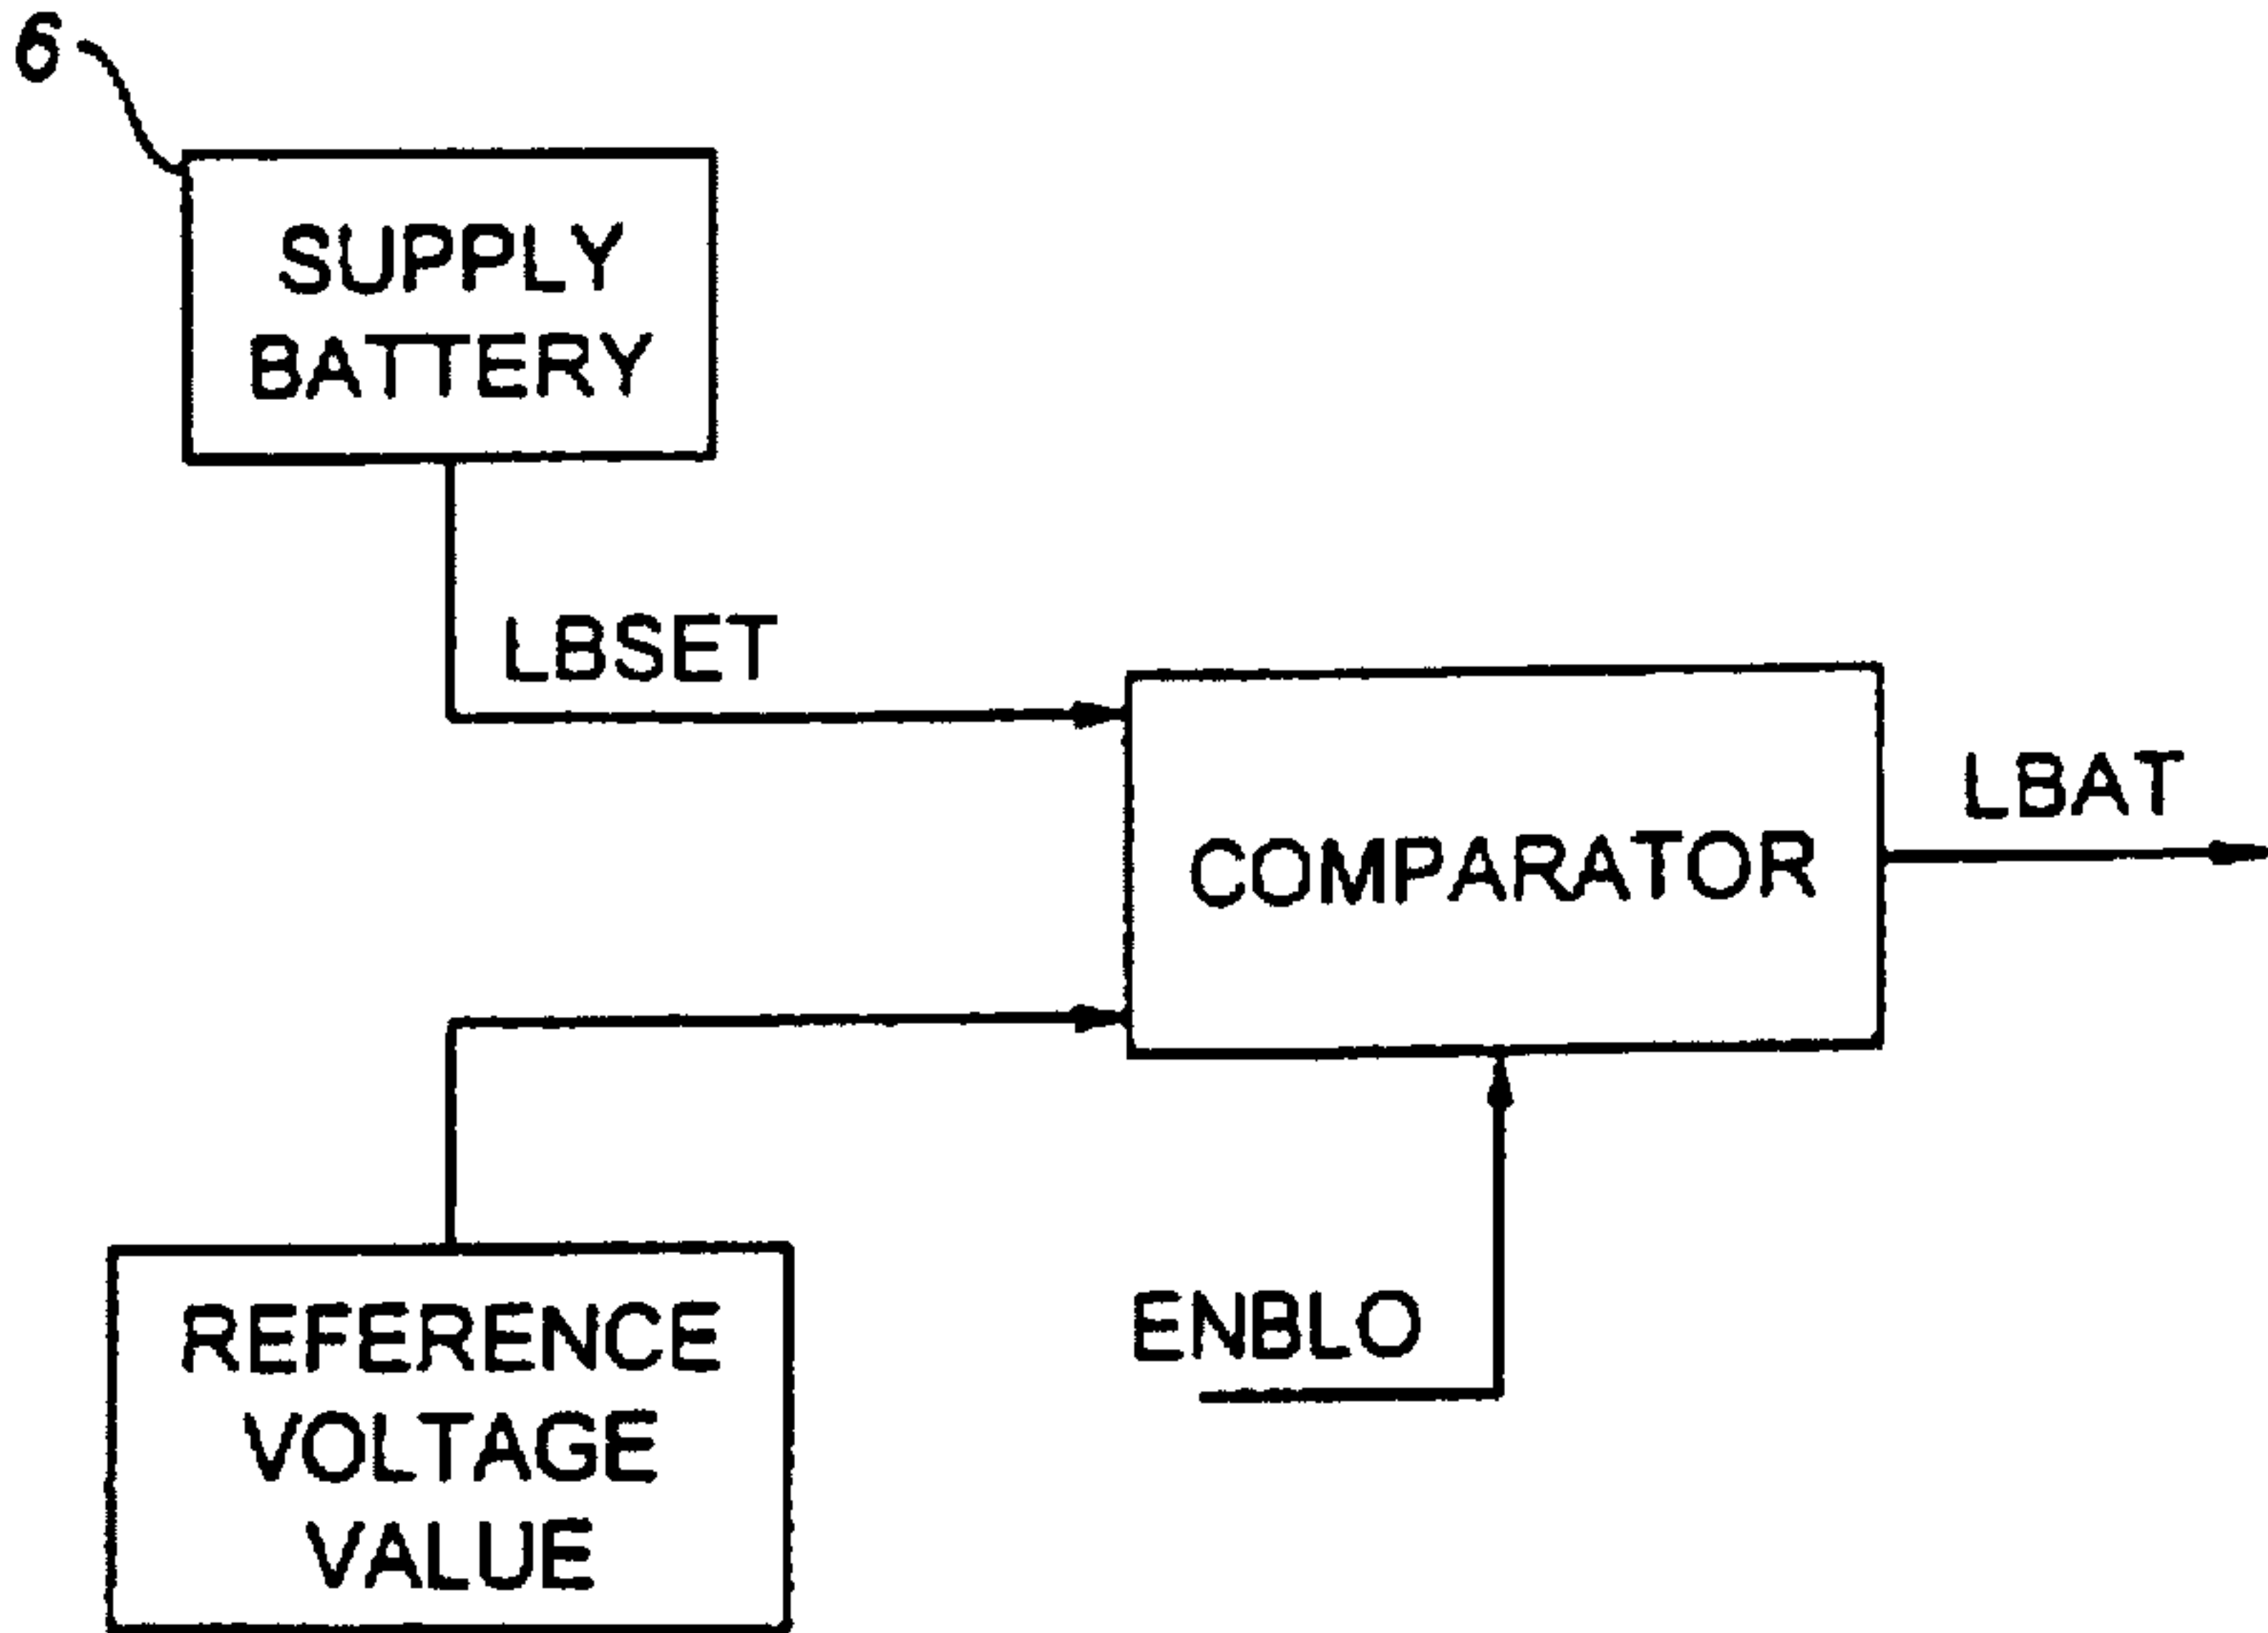 6
SUPPLY
BATTERY
LBSET
LBAT
COMPARATOR
ENBLO
REFERENCE
VOLTAGE
VALUE